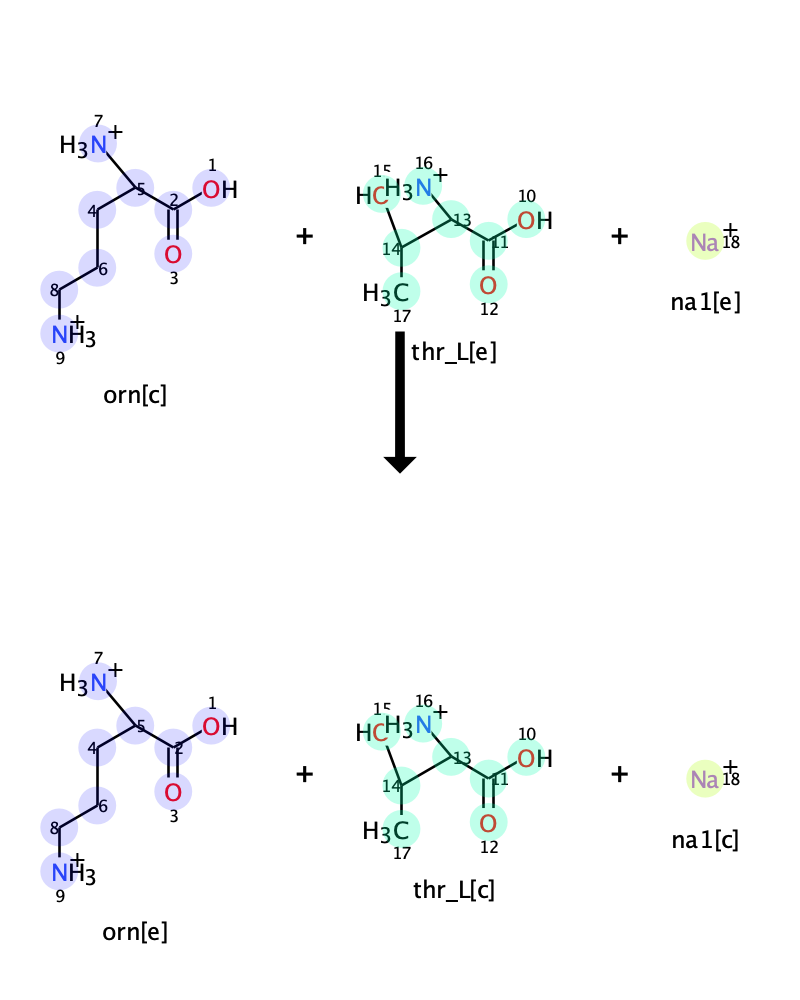 7
H3N+
1
OH
5
2
4
O
3
6
8
NH3+
9
orn[c]
+
15
HO
16
H3N+
10
OH
13
11
14
O
12
H3C
17
thr_L[e]
+
Na+
18
na1[e]
7
H3N+
1
OH
5
2
4
O
3
6
8
NH3+
9
orn[e]
+
15
HO
16
H3N+
10
OH
13
11
14
O
12
H3C
17
thr_L[c]
+
Na+
18
na1[c]